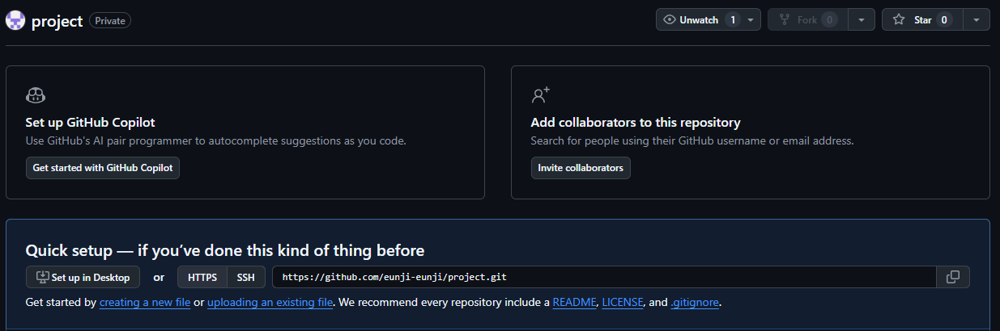 project Private Unwatch 1 Fork 0 Star 0
Set up GitHub Copilot
Use GitHub's AI pair programmer to autocomplete suggestions as you code.
Get started with GitHub Copilot
Add collaborators to this repository
Search for people using their GitHub username or email address.
Invite collaborators
Quick setup — if you’ve done this kind of thing before
Set up in Desktop or HTTPS SSH https://github.com/eunji-eunji/project.git
Get started by creating a new file or uploading an existing file. We recommend every repository include a README, LICENSE, and .gitignore.